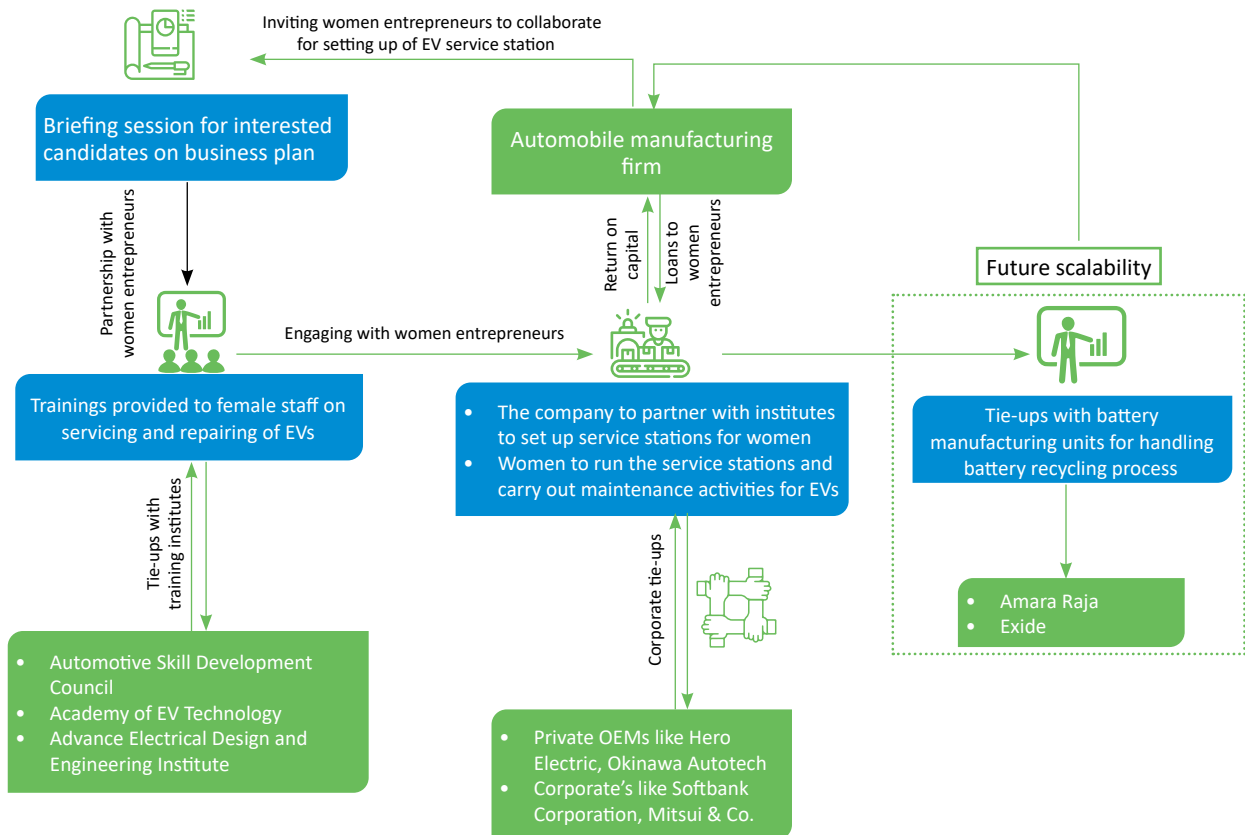 Inviting women entrepreneurs to collaborate
for setting up of EV service station
Briefing session for interested
candidates on business plan
Automobile manufacturing
firm
Partnership with
women entrepreneurs
Return on
capital
Loans to
women
entrepreneurs
Future scalability
Engaging with women entrepreneurs
Trainings provided to female staff on
servicing and repairing of EVs
• The company to partner with institutes
to set up service stations for women
• Women to run the service stations and
carry out maintenance activities for EVs
Tie-ups with battery
manufacturing units for handling
battery recycling process
Tie-ups with
training institutes
Corporate tie-ups
• Amara Raja
• Exide
• Automotive Skill Development
Council
• Academy of EV Technology
• Advance Electrical Design and
Engineering Institute
• Private OEMs like Hero
Electric, Okinawa Autotech
• Corporate's like Softbank
Corporation, Mitsui & Co.